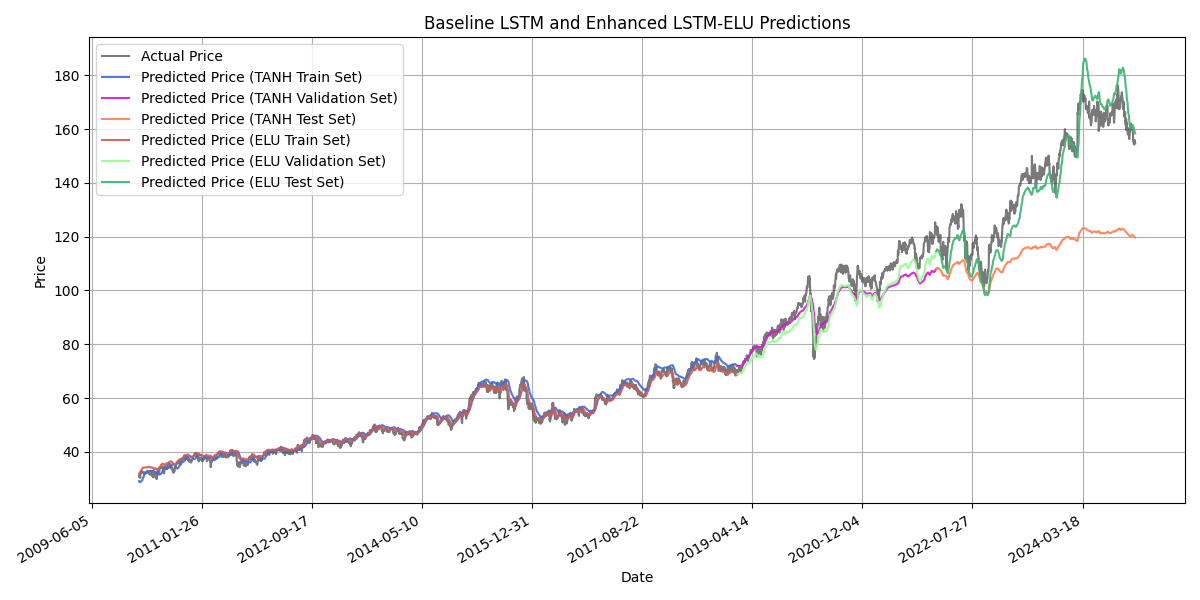 Baseline LSTM and Enhanced LSTM-ELU Predictions
Actual Price
Predicted Price (TANH Train Set)
Predicted Price (TANH Validation Set)
Predicted Price (TANH Test Set)
Predicted Price (ELU Train Set)
Predicted Price (ELU Validation Set)
Predicted Price (ELU Test Set)
Price
180
160
140
120
100
80
60
40
2009-06-05
2011-01-26
2012-09-17
2014-05-10
2015-12-31
2017-08-22
2019-04-14
2020-12-04
2022-07-27
2024-03-18
Date